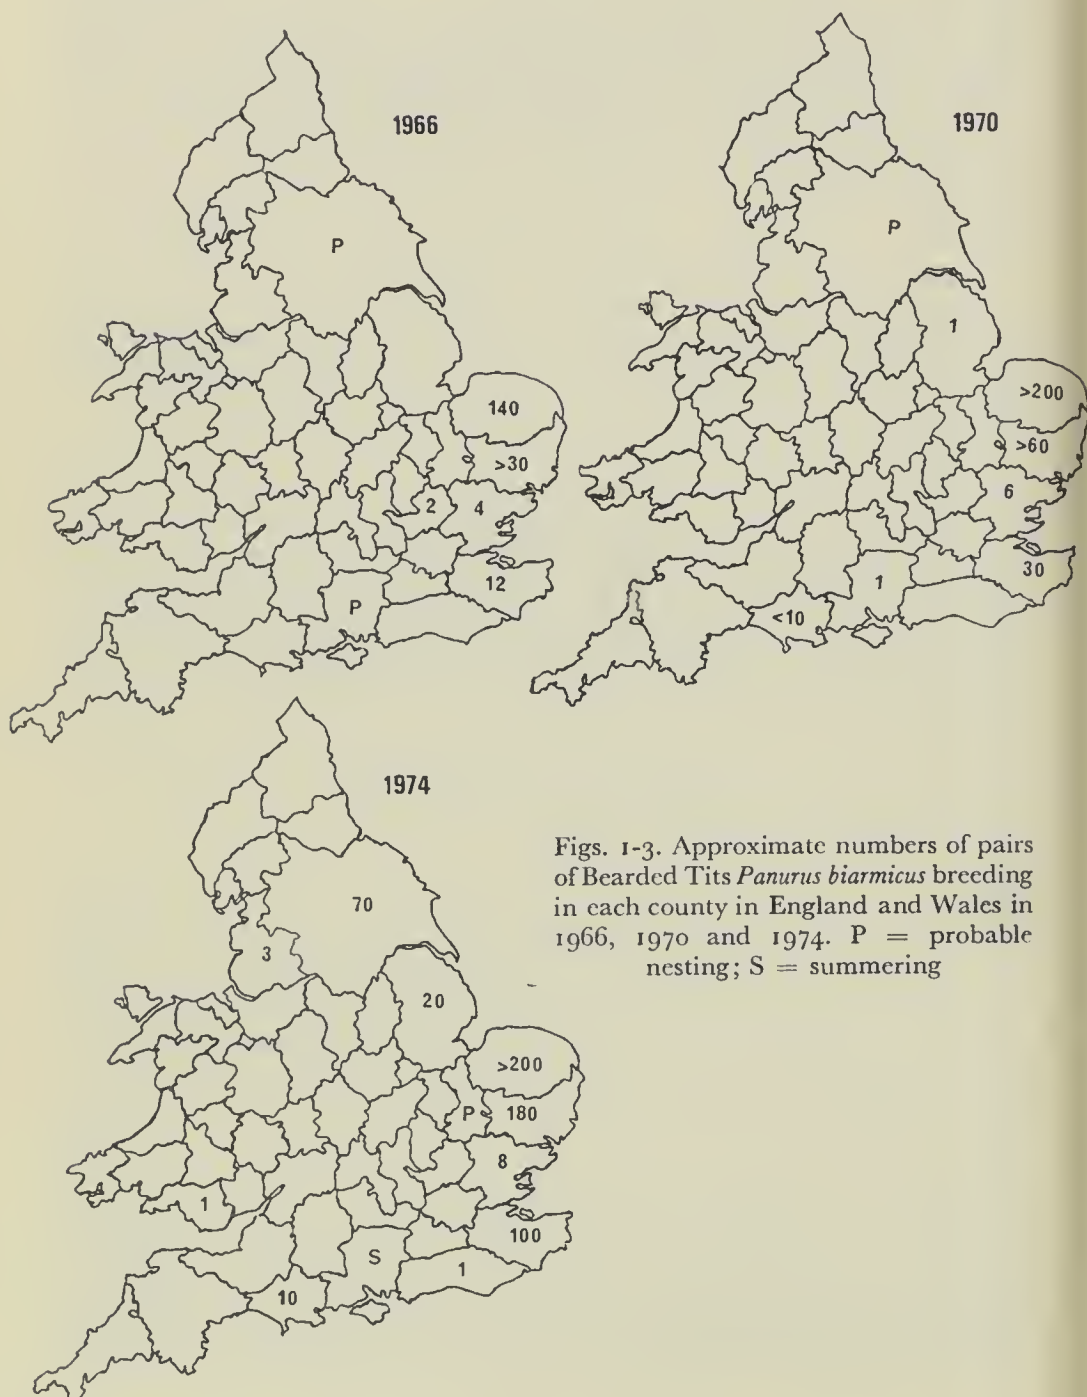 1966
P
140
>30
2
4
12
P
1970
P
1
>200
>60
6
30
1
<10
1974
70
3
20
>200
P
180
8
1
100
S
1
10
Figs. 1-3. Approximate numbers of pairs
of Bearded Tits Panurus biarmicus breeding
in each county in England and Wales in
1966, 1970 and 1974. P = probable
nesting; S = summering